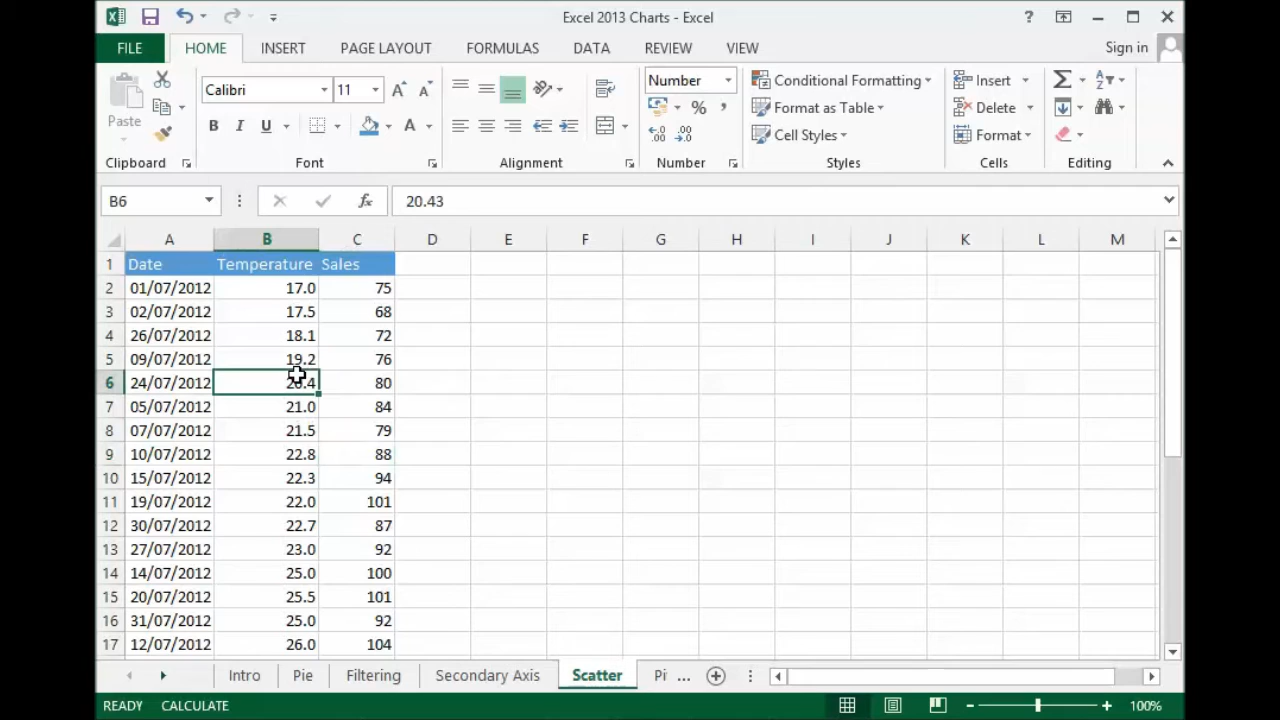 Excel 2013 Charts - Excel
?
FILE HOME INSERT PAGE LAYOUT FORMULAS DATA REVIEW VIEW Sign in
Calibri 11 A A Number Conditional Formatting Insert Σ
Paste B I U A % , Format as Table Delete
Cell Styles Format
Clipboard Font Alignment Number Styles Cells Editing
B6 fx 20.43
A B C D E F G H I J K L M
1 Date Temperature Sales
2 01/07/2012 17.0 75
3 02/07/2012 17.5 68
4 26/07/2012 18.1 72
5 09/07/2012 19.2 76
6 24/07/2012 20.4 80
7 05/07/2012 21.0 84
8 07/07/2012 21.5 79
9 10/07/2012 22.8 88
10 15/07/2012 22.3 94
11 19/07/2012 22.0 101
12 30/07/2012 22.7 87
13 27/07/2012 23.0 92
14 14/07/2012 25.0 100
15 20/07/2012 25.5 101
16 31/07/2012 25.0 92
17 12/07/2012 26.0 104
Intro Pie Filtering Secondary Axis Scatter Pi ...
READY CALCULATE 100%